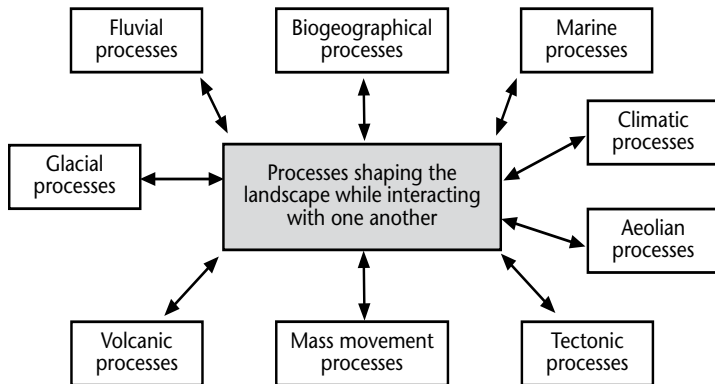 Fluvial
processes
Biogeographical
processes
Marine
processes
Climatic
processes
Glacial
processes
Processes shaping the
landscape while interacting
with one another
Aeolian
processes
Volcanic
processes
Mass movement
processes
Tectonic
processes